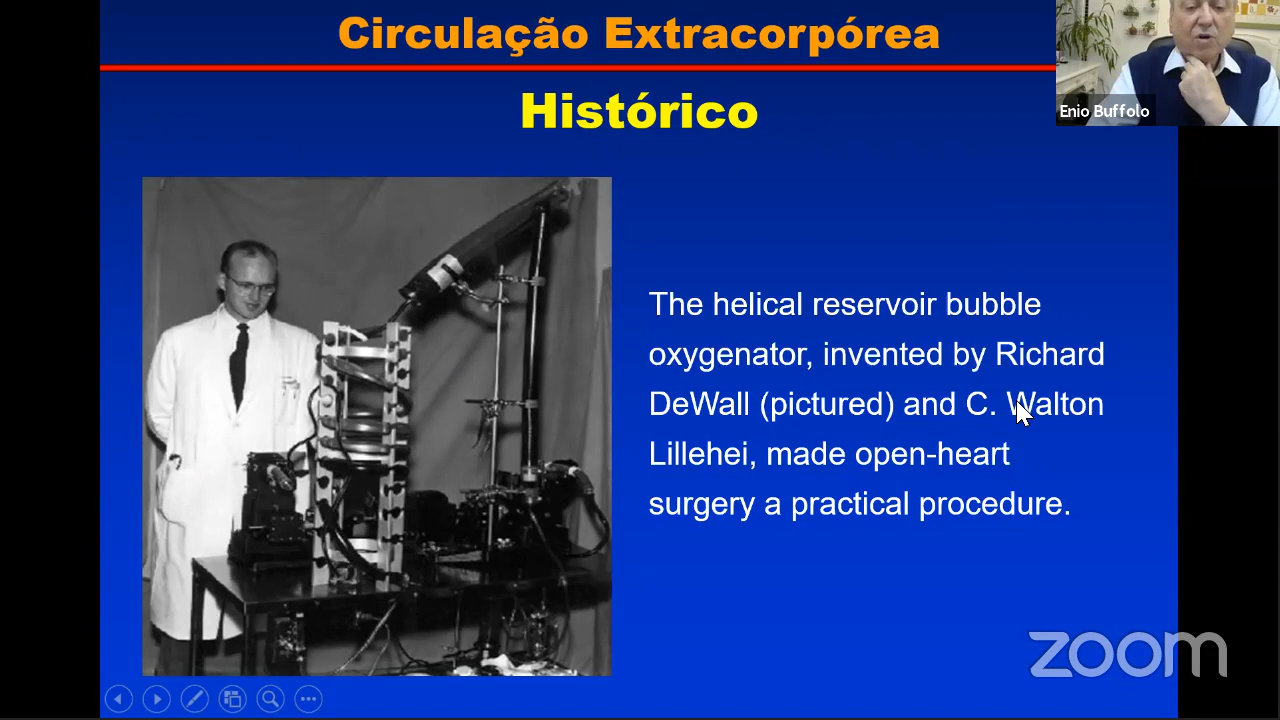 Circulação Extracorpórea
Enio Buffolo
Histórico
The helical reservoir bubble
oxygenator, invented by Richard
DeWall (pictured) and C. Walton
Lillehei, made open-heart
surgery a practical procedure.
zoom